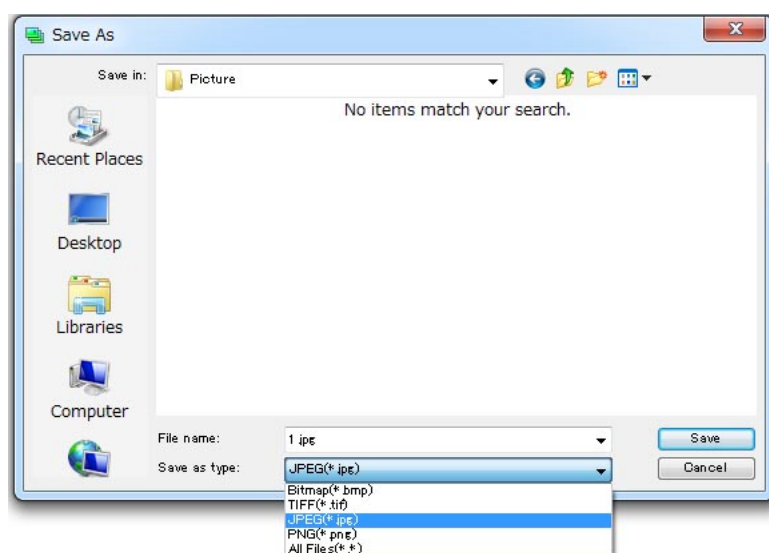 Save As
Save in:
Picture
No items match your search.
Recent Places
Desktop
Libraries
Computer
File name:
1.jpg
Save
Save as type:
JPEG(*.jpg)
Cancel
Bitmap(*.bmp)
TIFF(*.tif)
JPEG(*.jpg)
PNG(*.png)
All Files(*.*)